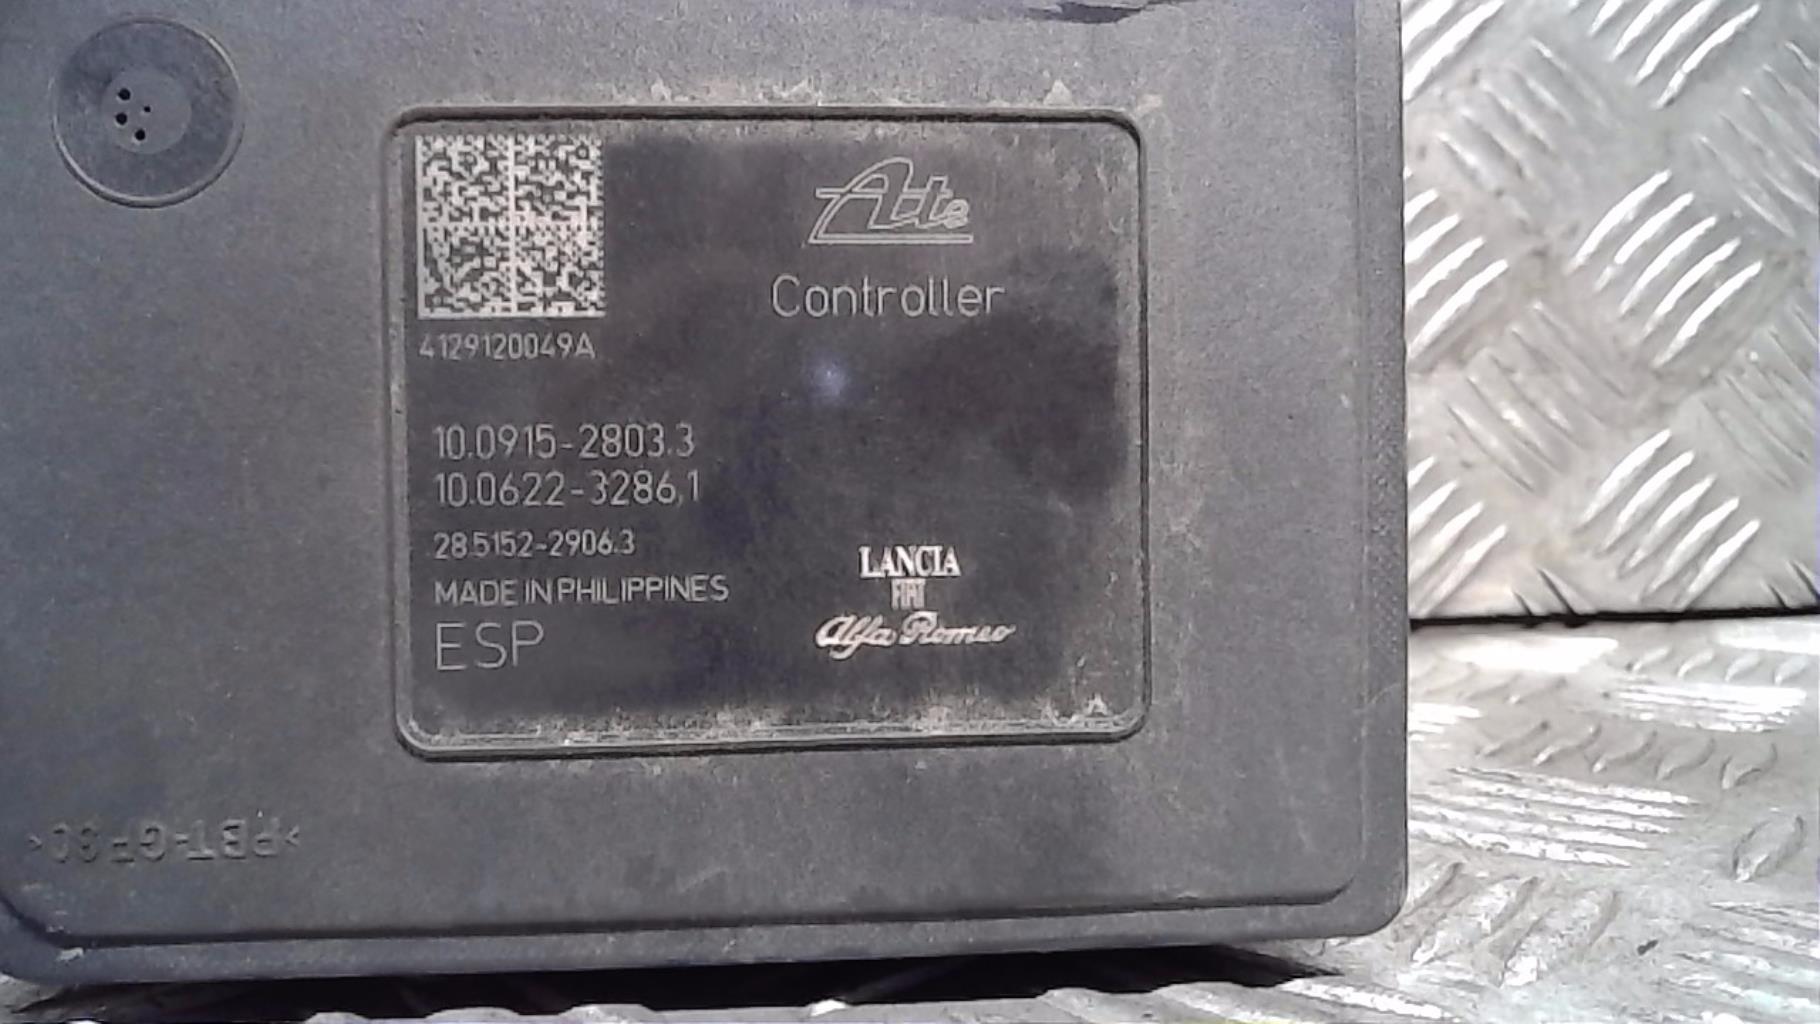 Ate
Controller
4129120049A
10.0915-2803.3
10.0622-3286,1
28.5152-2906.3
MADE IN PHILIPPINES
ESP
LANCIA
FIAT
Alfa Romeo
>PBT-GF30<